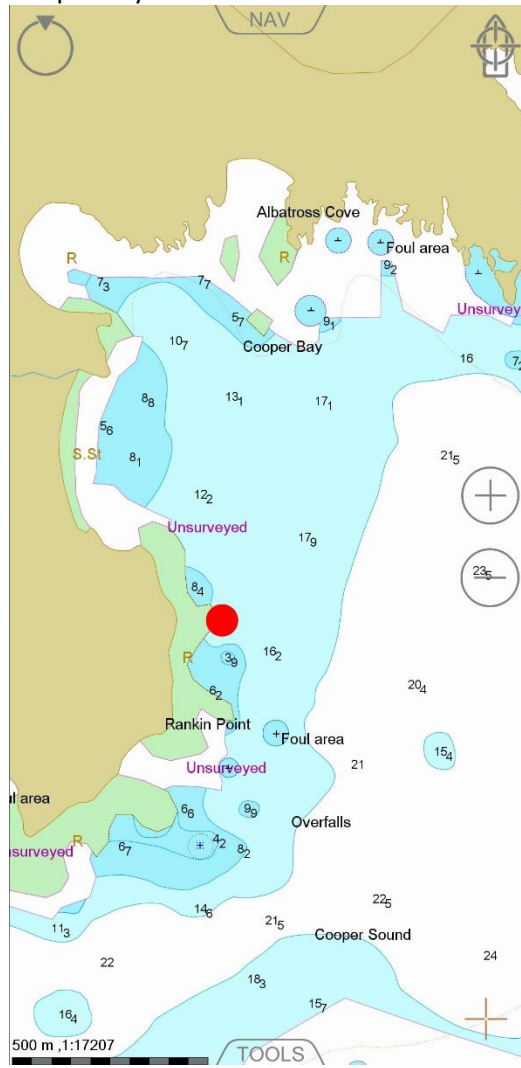 NAV
Albatross Cove
Foul area
R
R
9₂
7₃
7₇
Unsurvey
5₇
9₁
10₇
Cooper Bay
16
7₂
8₈
13₁
17₁
5₆
S.St
8₁
21₅
12₂
Unsurveyed
17₉
23₅
8₄
R
3₉
16₂
6₂
20₄
Rankin Point
Foul area
15₄
Unsurveyed
21
ul area
6₆
9₉
Overfalls
R
4₂
nsurveyed
6₇
8₂
14₆
22₅
11₃
21₅
Cooper Sound
22
24
18₃
16₄
15₇
500 m ,1:17207
TOOLS